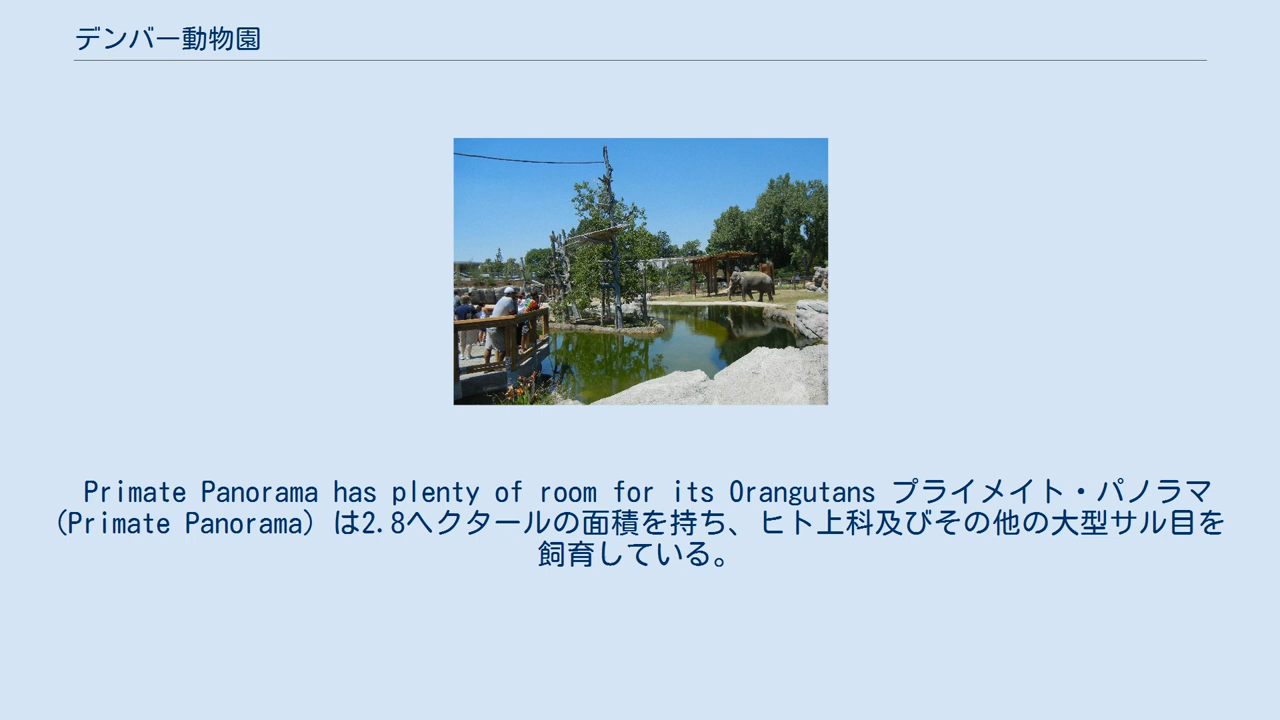 デンバー動物園
Primate Panorama has plenty of room for its Orangutans プライメイト・パノラマ
(Primate Panorama) は2.8ヘクタールの面積を持ち、ヒト上科及びその他の大型サル目を
飼育している。